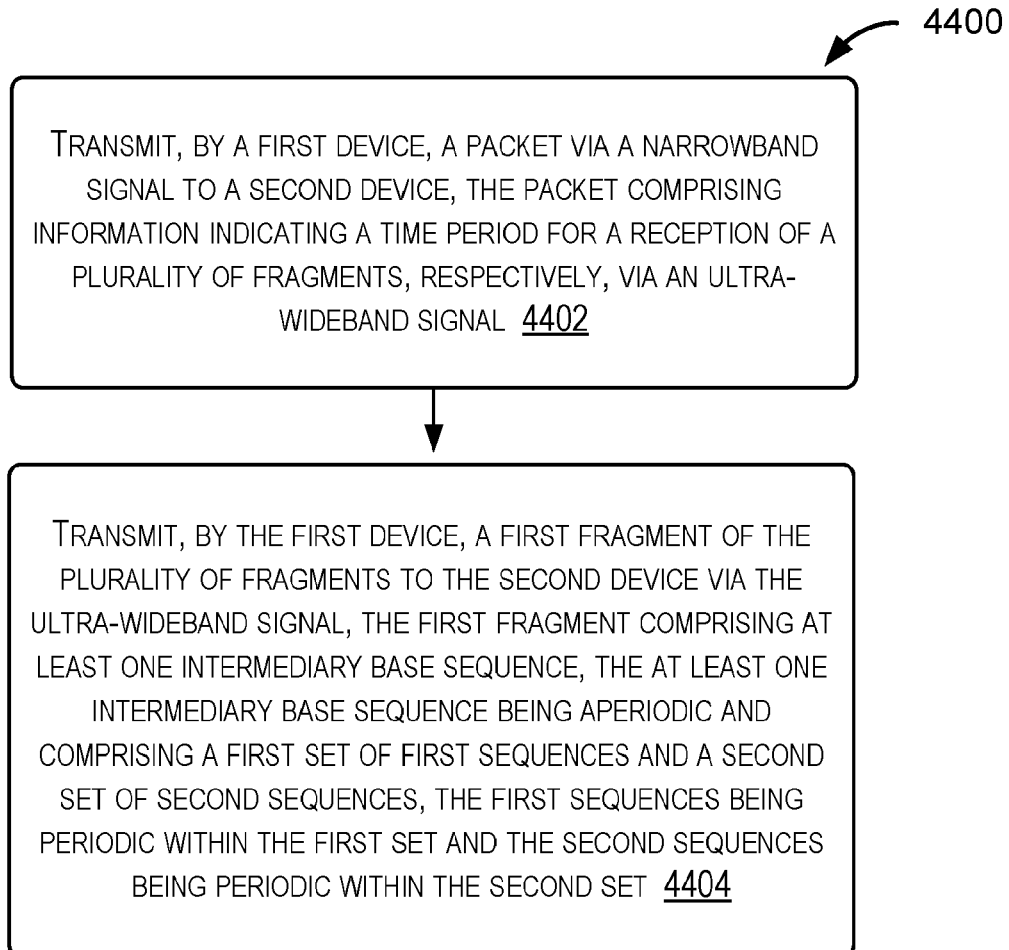 4400
TRANSMIT, BY A FIRST DEVICE, A PACKET VIA A NARROWBAND
SIGNAL TO A SECOND DEVICE, THE PACKET COMPRISING
INFORMATION INDICATING A TIME PERIOD FOR A RECEPTION OF A
PLURALITY OF FRAGMENTS, RESPECTIVELY, VIA AN ULTRA-
WIDEBAND SIGNAL 4402
TRANSMIT, BY THE FIRST DEVICE, A FIRST FRAGMENT OF THE
PLURALITY OF FRAGMENTS TO THE SECOND DEVICE VIA THE
ULTRA-WIDEBAND SIGNAL, THE FIRST FRAGMENT COMPRISING AT
LEAST ONE INTERMEDIARY BASE SEQUENCE, THE AT LEAST ONE
INTERMEDIARY BASE SEQUENCE BEING APERIODIC AND
COMPRISING A FIRST SET OF FIRST SEQUENCES AND A SECOND
SET OF SECOND SEQUENCES, THE FIRST SEQUENCES BEING
PERIODIC WITHIN THE FIRST SET AND THE SECOND SEQUENCES
BEING PERIODIC WITHIN THE SECOND SET 4404